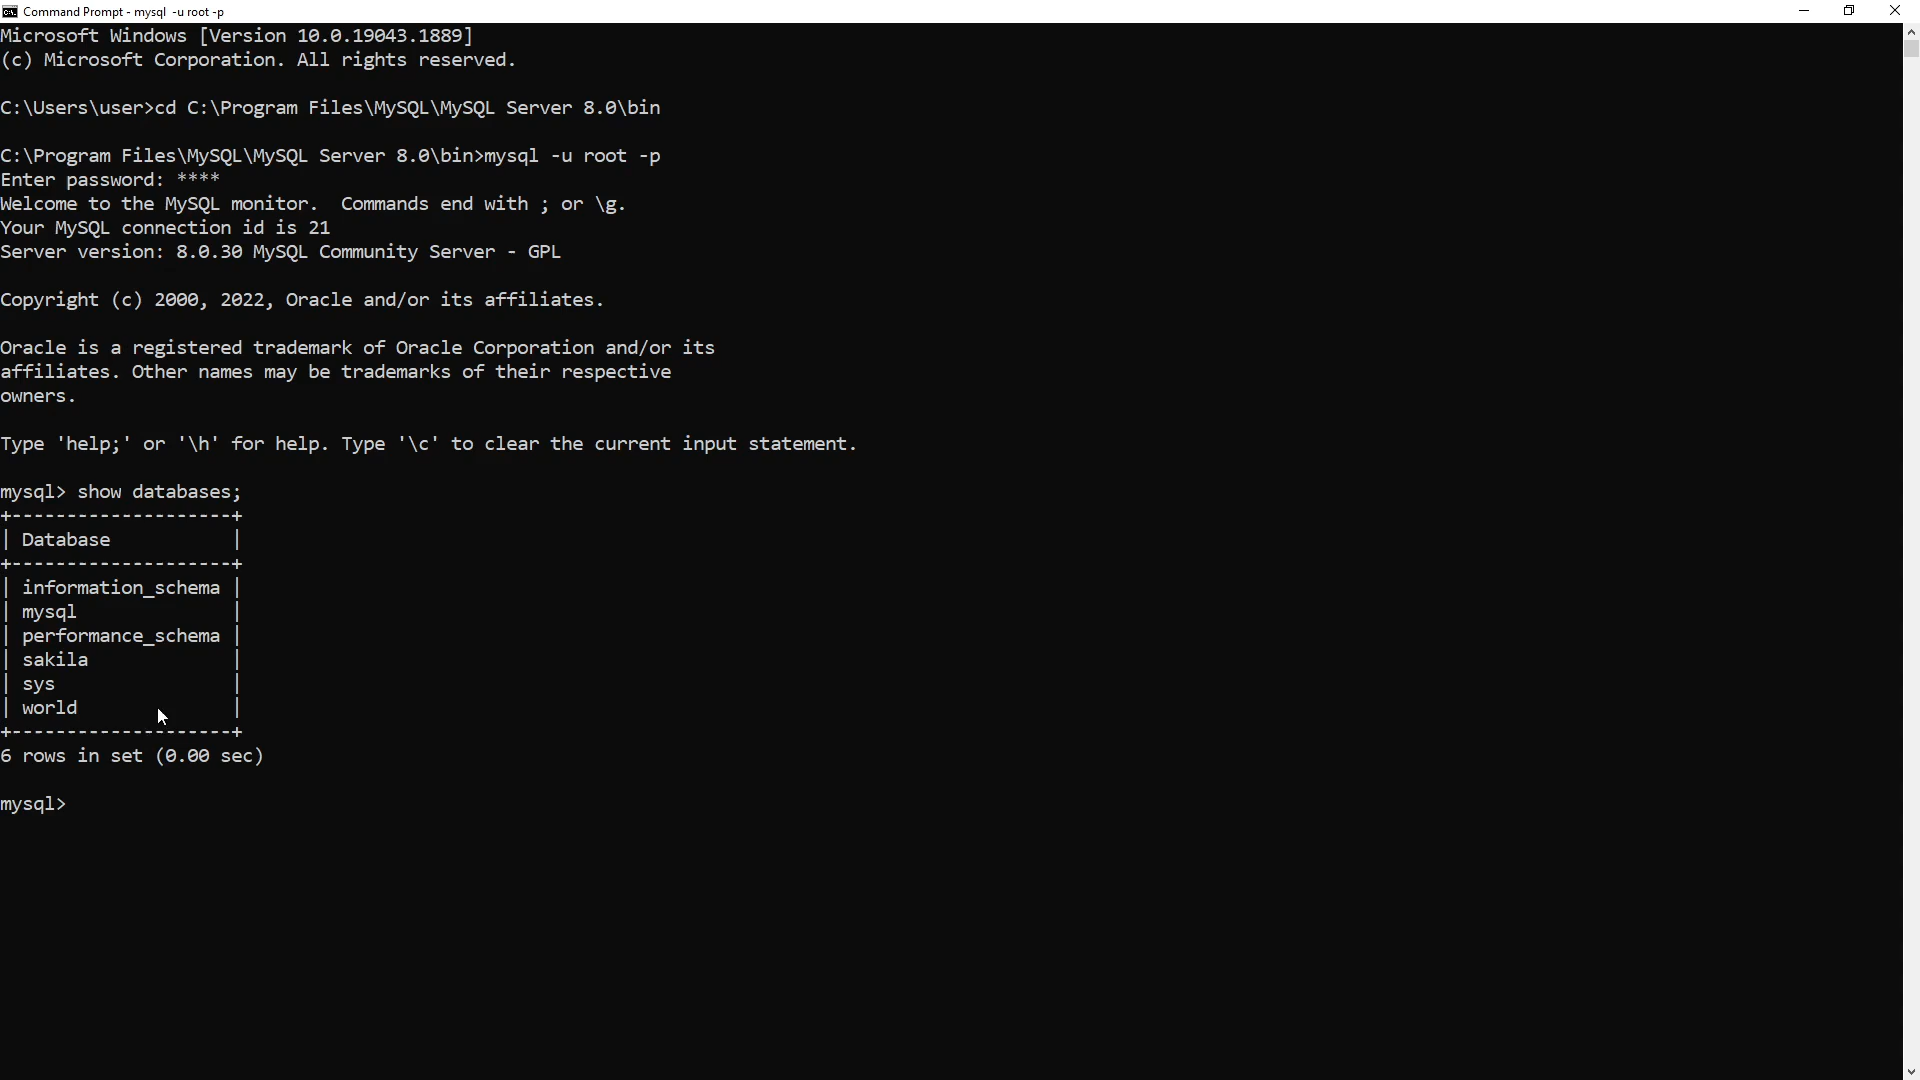 Command Prompt - mysql  -u root -p
Microsoft Windows [Version 10.0.19043.1889]
(c) Microsoft Corporation. All rights reserved.
C:\Users\user>cd C:\Program Files\MySQL\MySQL Server 8.0\bin
C:\Program Files\MySQL\MySQL Server 8.0\bin>mysql -u root -p
Enter password: ****
Welcome to the MySQL monitor.  Commands end with ; or \g.
Your MySQL connection id is 21
Server version: 8.0.30 MySQL Community Server - GPL
Copyright (c) 2000, 2022, Oracle and/or its affiliates.
Oracle is a registered trademark of Oracle Corporation and/or its
affiliates. Other names may be trademarks of their respective
owners.
Type 'help;' or '\h' for help. Type '\c' to clear the current input statement.
mysql> show databases;
+--------------------+
| Database           |
+--------------------+
| information_schema |
| mysql              |
| performance_schema |
| sakila             |
| sys                |
| world              |
+--------------------+
6 rows in set (0.00 sec)
mysql>